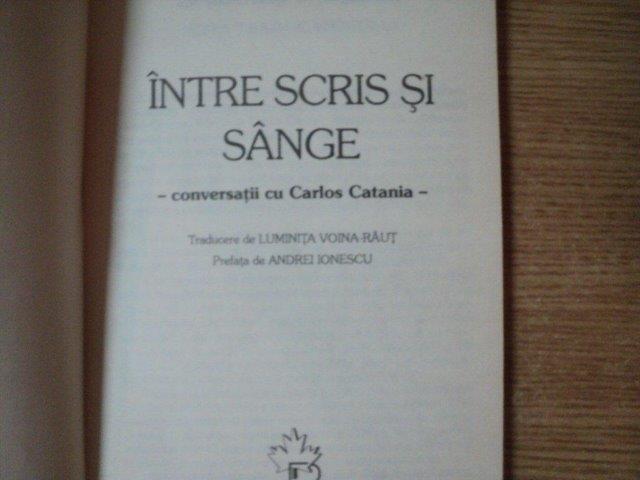 ÎNTRE SCRIS ŞI
SÂNGE
– conversaţii cu Carlos Catania –
Traducere de LUMINIŢA VOINA-RĂUŢ
Prefaţa de ANDREI IONESCU